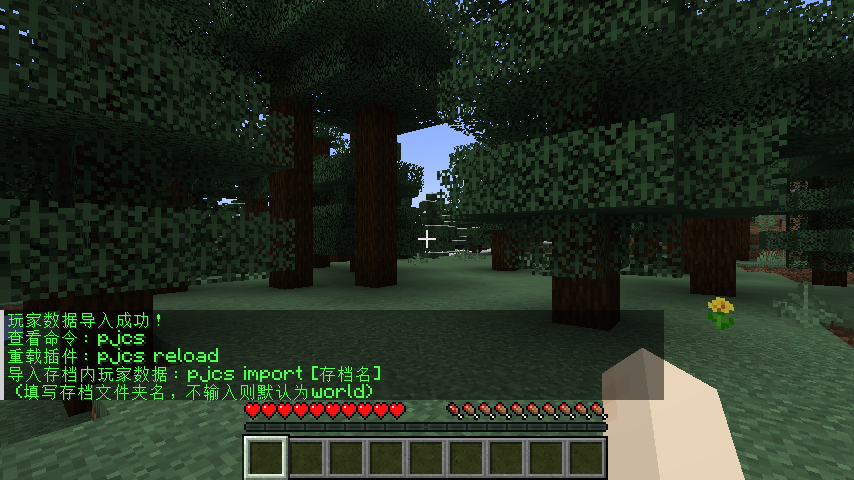 玩家数据导入成功！
查看命令：pjcs
重载插件：pjcs reload
导入存档内玩家数据：pjcs import [存档名]
（填写存档文件夹名，不输入则默认为world）